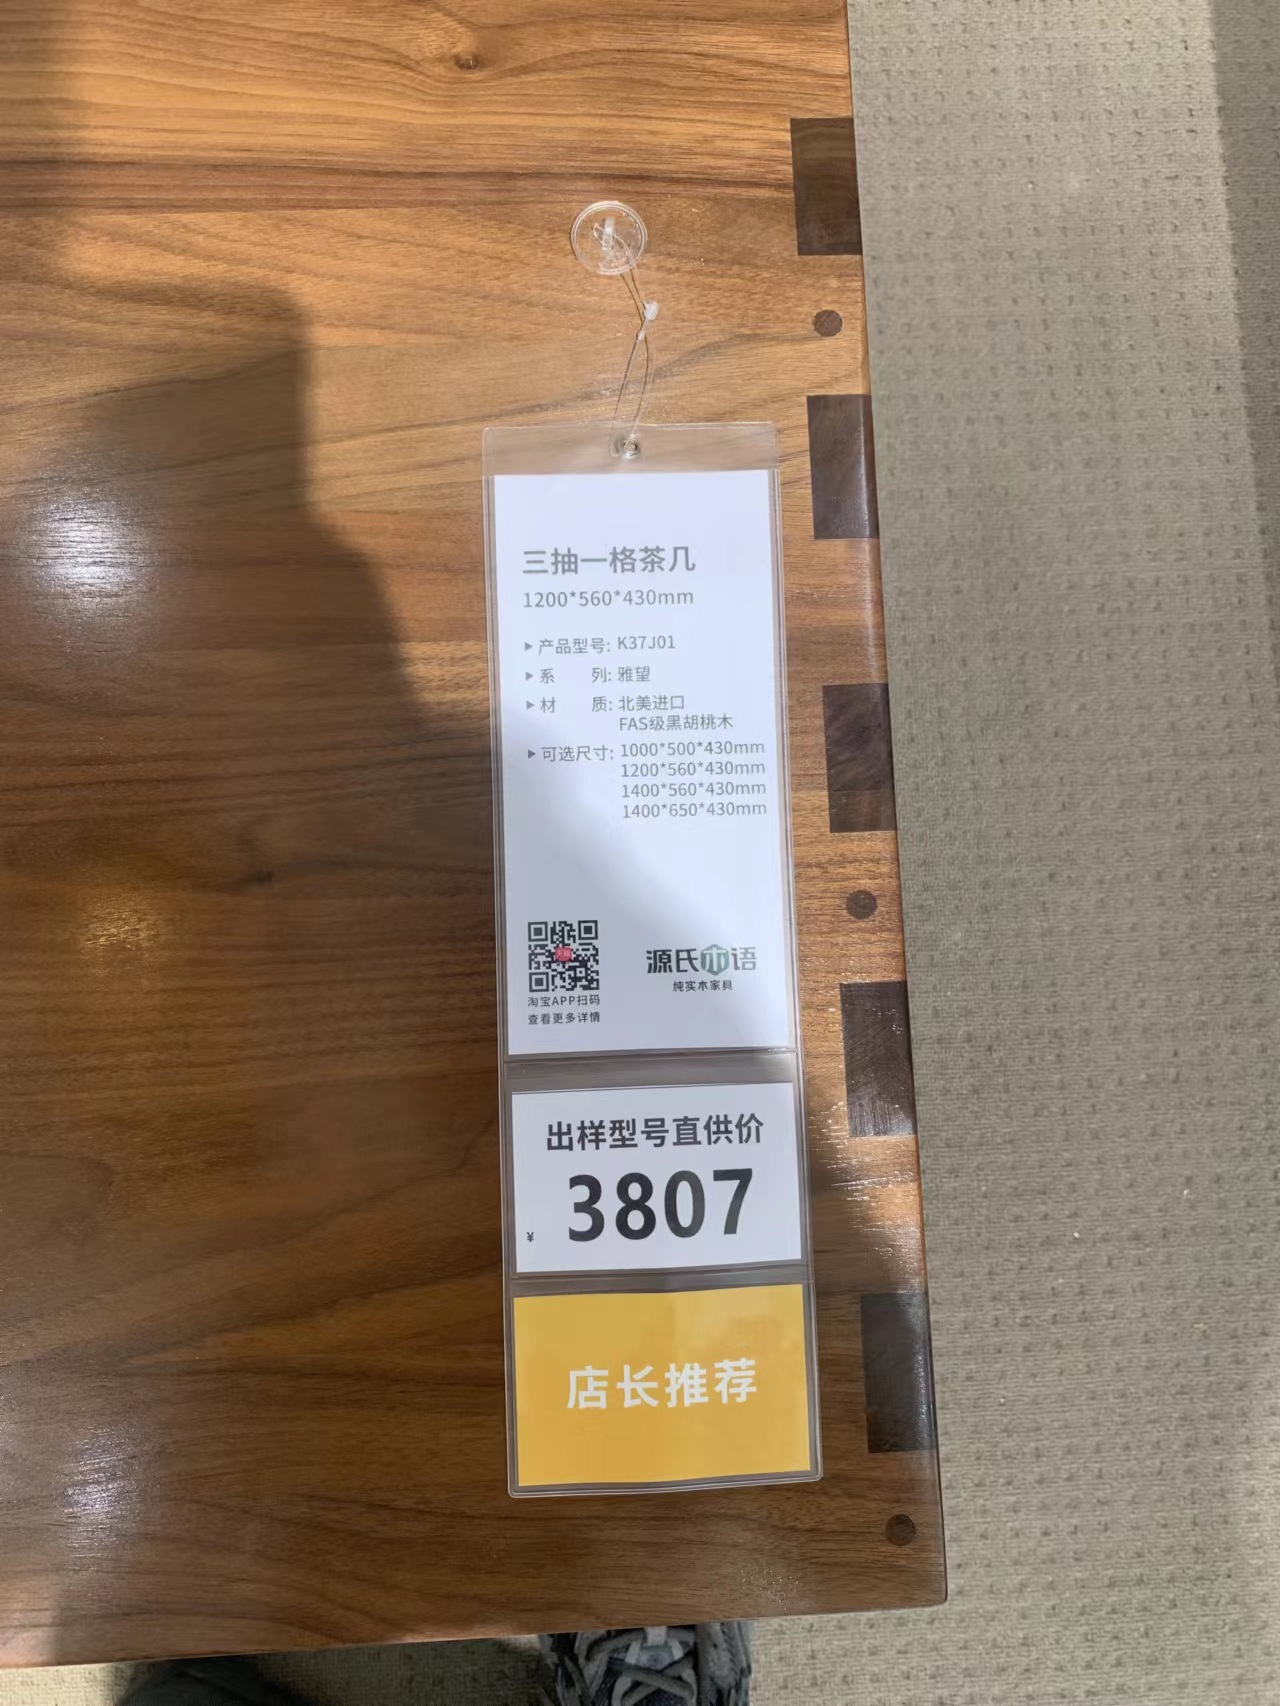 三抽一格茶几
1200*560*430mm
▶产品型号: K37J01
▶系 列: 雅望
▶材 质: 北美进口
FAS级黑胡桃木
▶可选尺寸: 1000*500*430mm
1200*560*430mm
1400*560*430mm
1400*650*430mm
淘宝APP扫码
查看更多详情
源氏木语
纯实木家具
出样型号直供价
¥ 3807
店长推荐